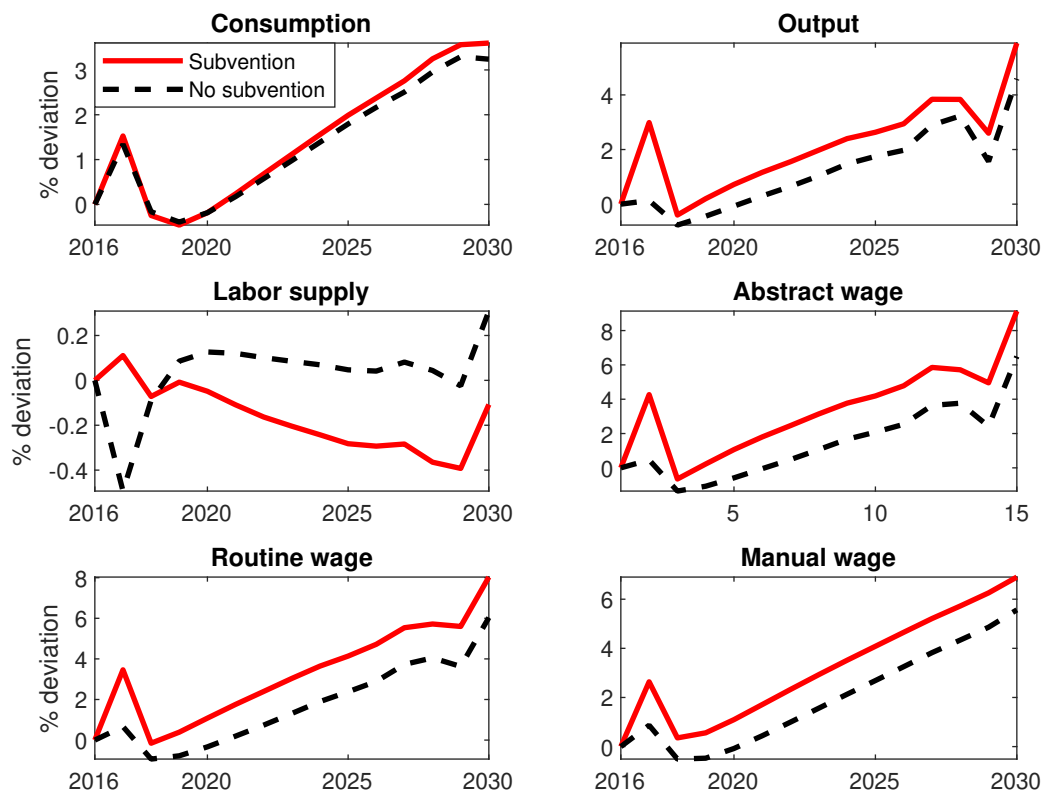 Consumption
% deviation
3
2
1
0
2016 2020 2025 2030
Subvention
No subvention
Output
4
2
0
2016 2020 2025 2030
Labor supply
% deviation
0.2
0
-0.2
-0.4
2016 2020 2025 2030
Abstract wage
8
6
4
2
0
5 10 15
Routine wage
% deviation
8
6
4
2
0
2016 2020 2025 2030
Manual wage
6
4
2
0
2016 2020 2025 2030